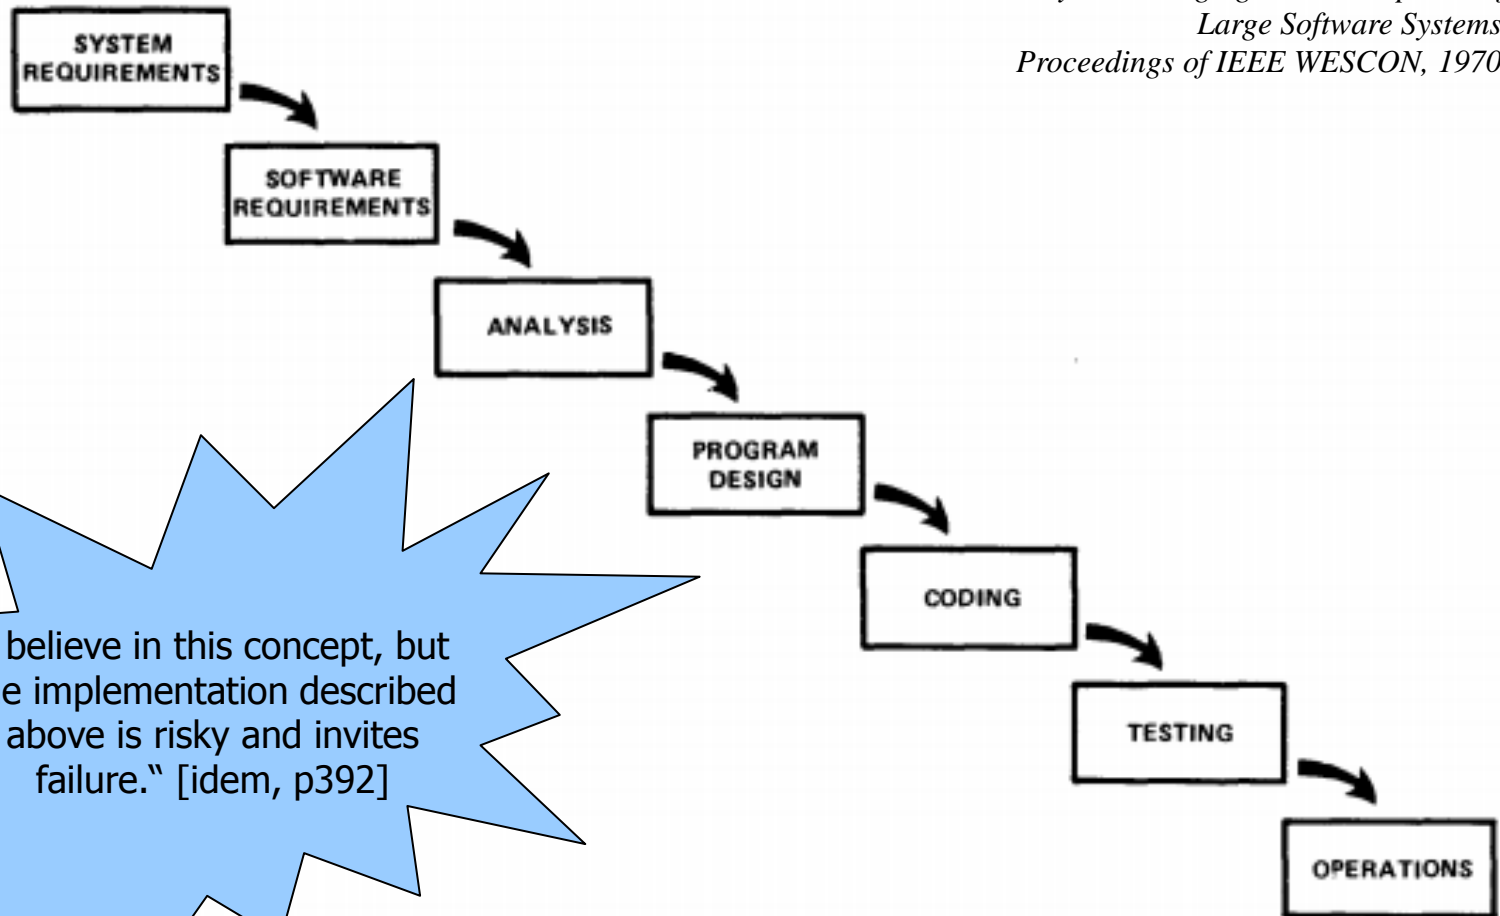 Large Software Systems
Proceedings of IEEE WESCON, 1970
SYSTEM
REQUIREMENTS
SOFTWARE
REQUIREMENTS
ANALYSIS
PROGRAM
DESIGN
CODING
TESTING
OPERATIONS
believe in this concept, but
e implementation described
above is risky and invites
failure.“ [idem, p392]